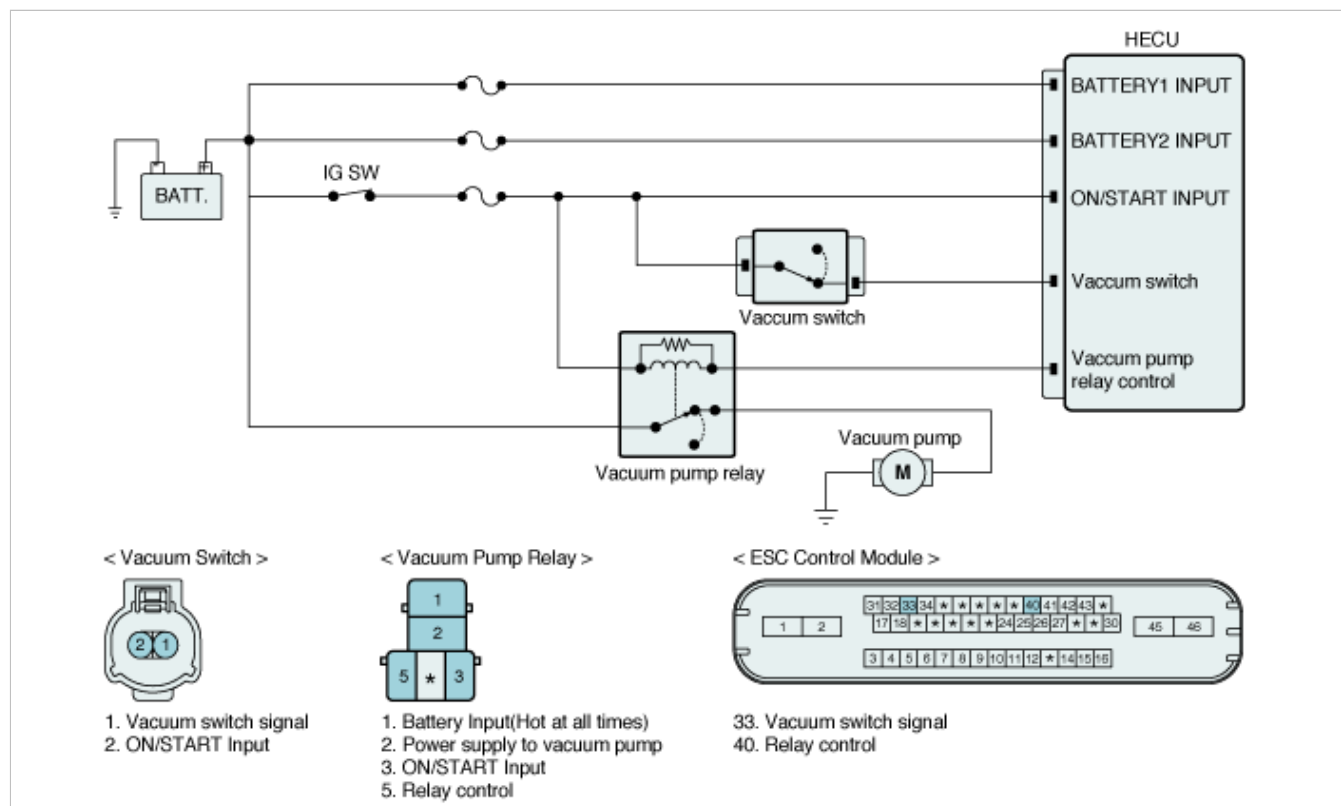 HECU
BATTERY1 INPUT
BATTERY2 INPUT
IG SW
BATT.
ON/START INPUT
Vaccum switch
Vaccum switch
Vaccum pump
relay control
Vacuum pump
M
Vacuum pump relay
< Vacuum Switch >
2 1
1. Vacuum switch signal
2. ON/START Input
< Vacuum Pump Relay >
1
2
5 * 3
1. Battery Input(Hot at all times)
2. Power supply to vacuum pump
3. ON/START Input
5. Relay control
< ESC Control Module >
31 32 33 34 * * * * * 40 41 42 43 *
1 2 17 18 * * * * * 24 25 26 27 * * 30 45 46
3 4 5 6 7 8 9 10 11 12 * 14 15 16
33. Vacuum switch signal
40. Relay control